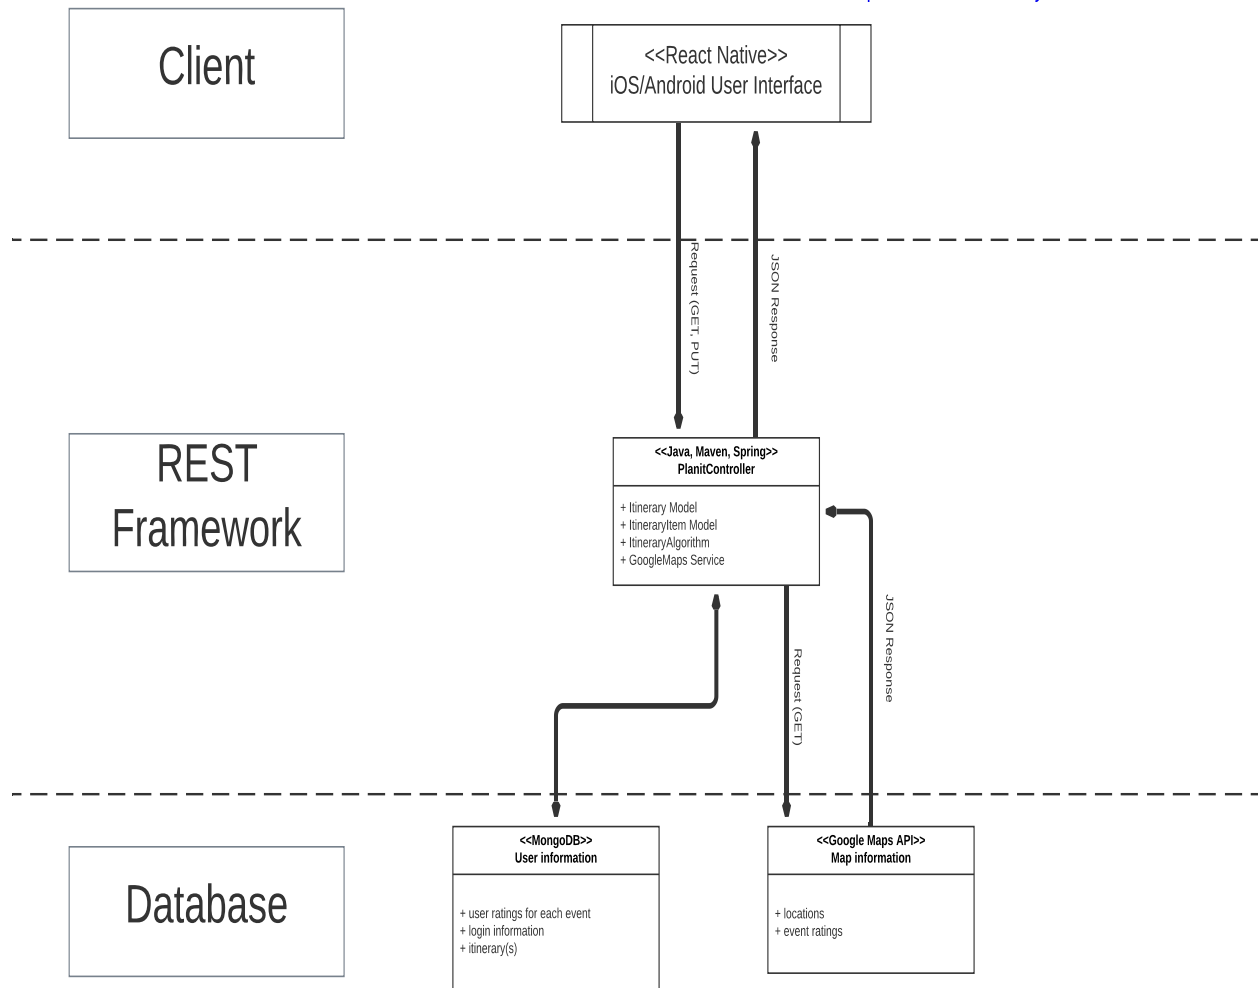 Client
<<React Native>>
iOS/Android User Interface
Request (GET, PUT)
JSON Response
REST
Framework
<<Java, Maven, Spring>>
PlanitController
+ Itinerary Model
+ ItineraryItem Model
+ ItineraryAlgorithm
+ GoogleMaps Service
Request (GET)
JSON Response
Database
<<MongoDB>>
User information
+ user ratings for each event
+ login information
+ itinerary(s)
<<Google Maps API>>
Map information
+ locations
+ event ratings